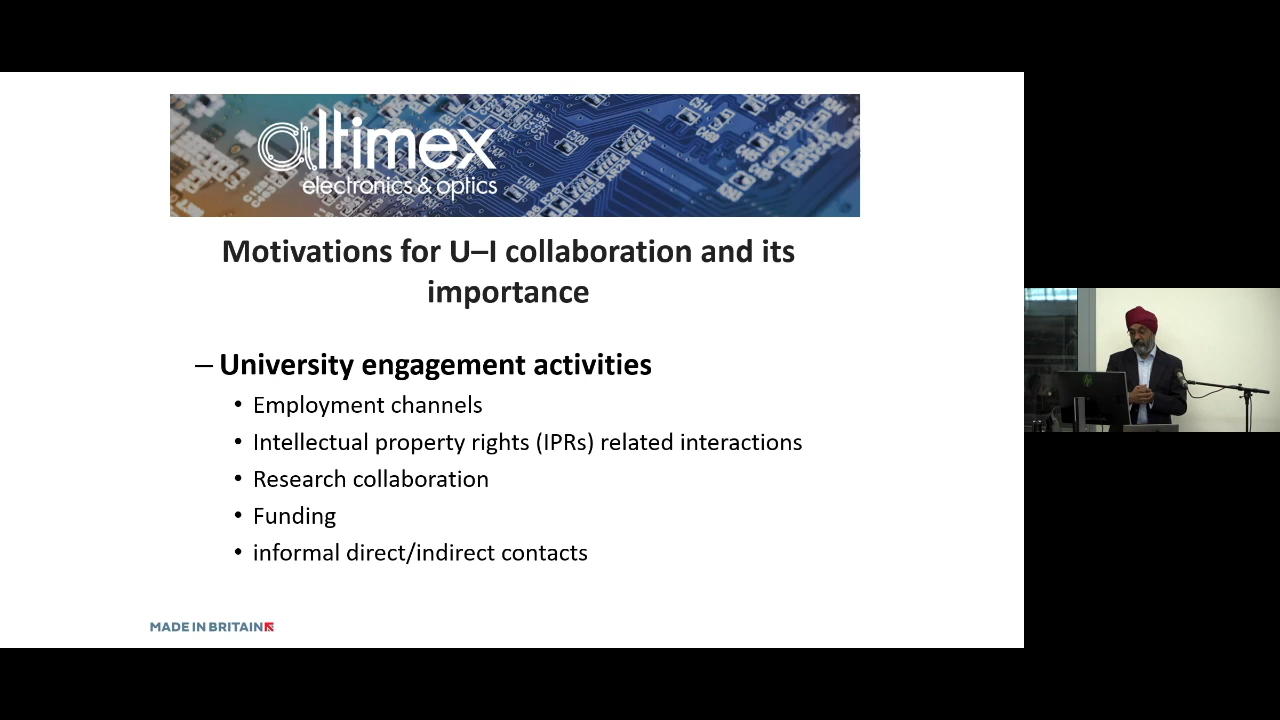 altimex
electronics & optics
Motivations for U–I collaboration and its
importance
– University engagement activities
• Employment channels
• Intellectual property rights (IPRs) related interactions
• Research collaboration
• Funding
• informal direct/indirect contacts
MADE IN BRITAIN